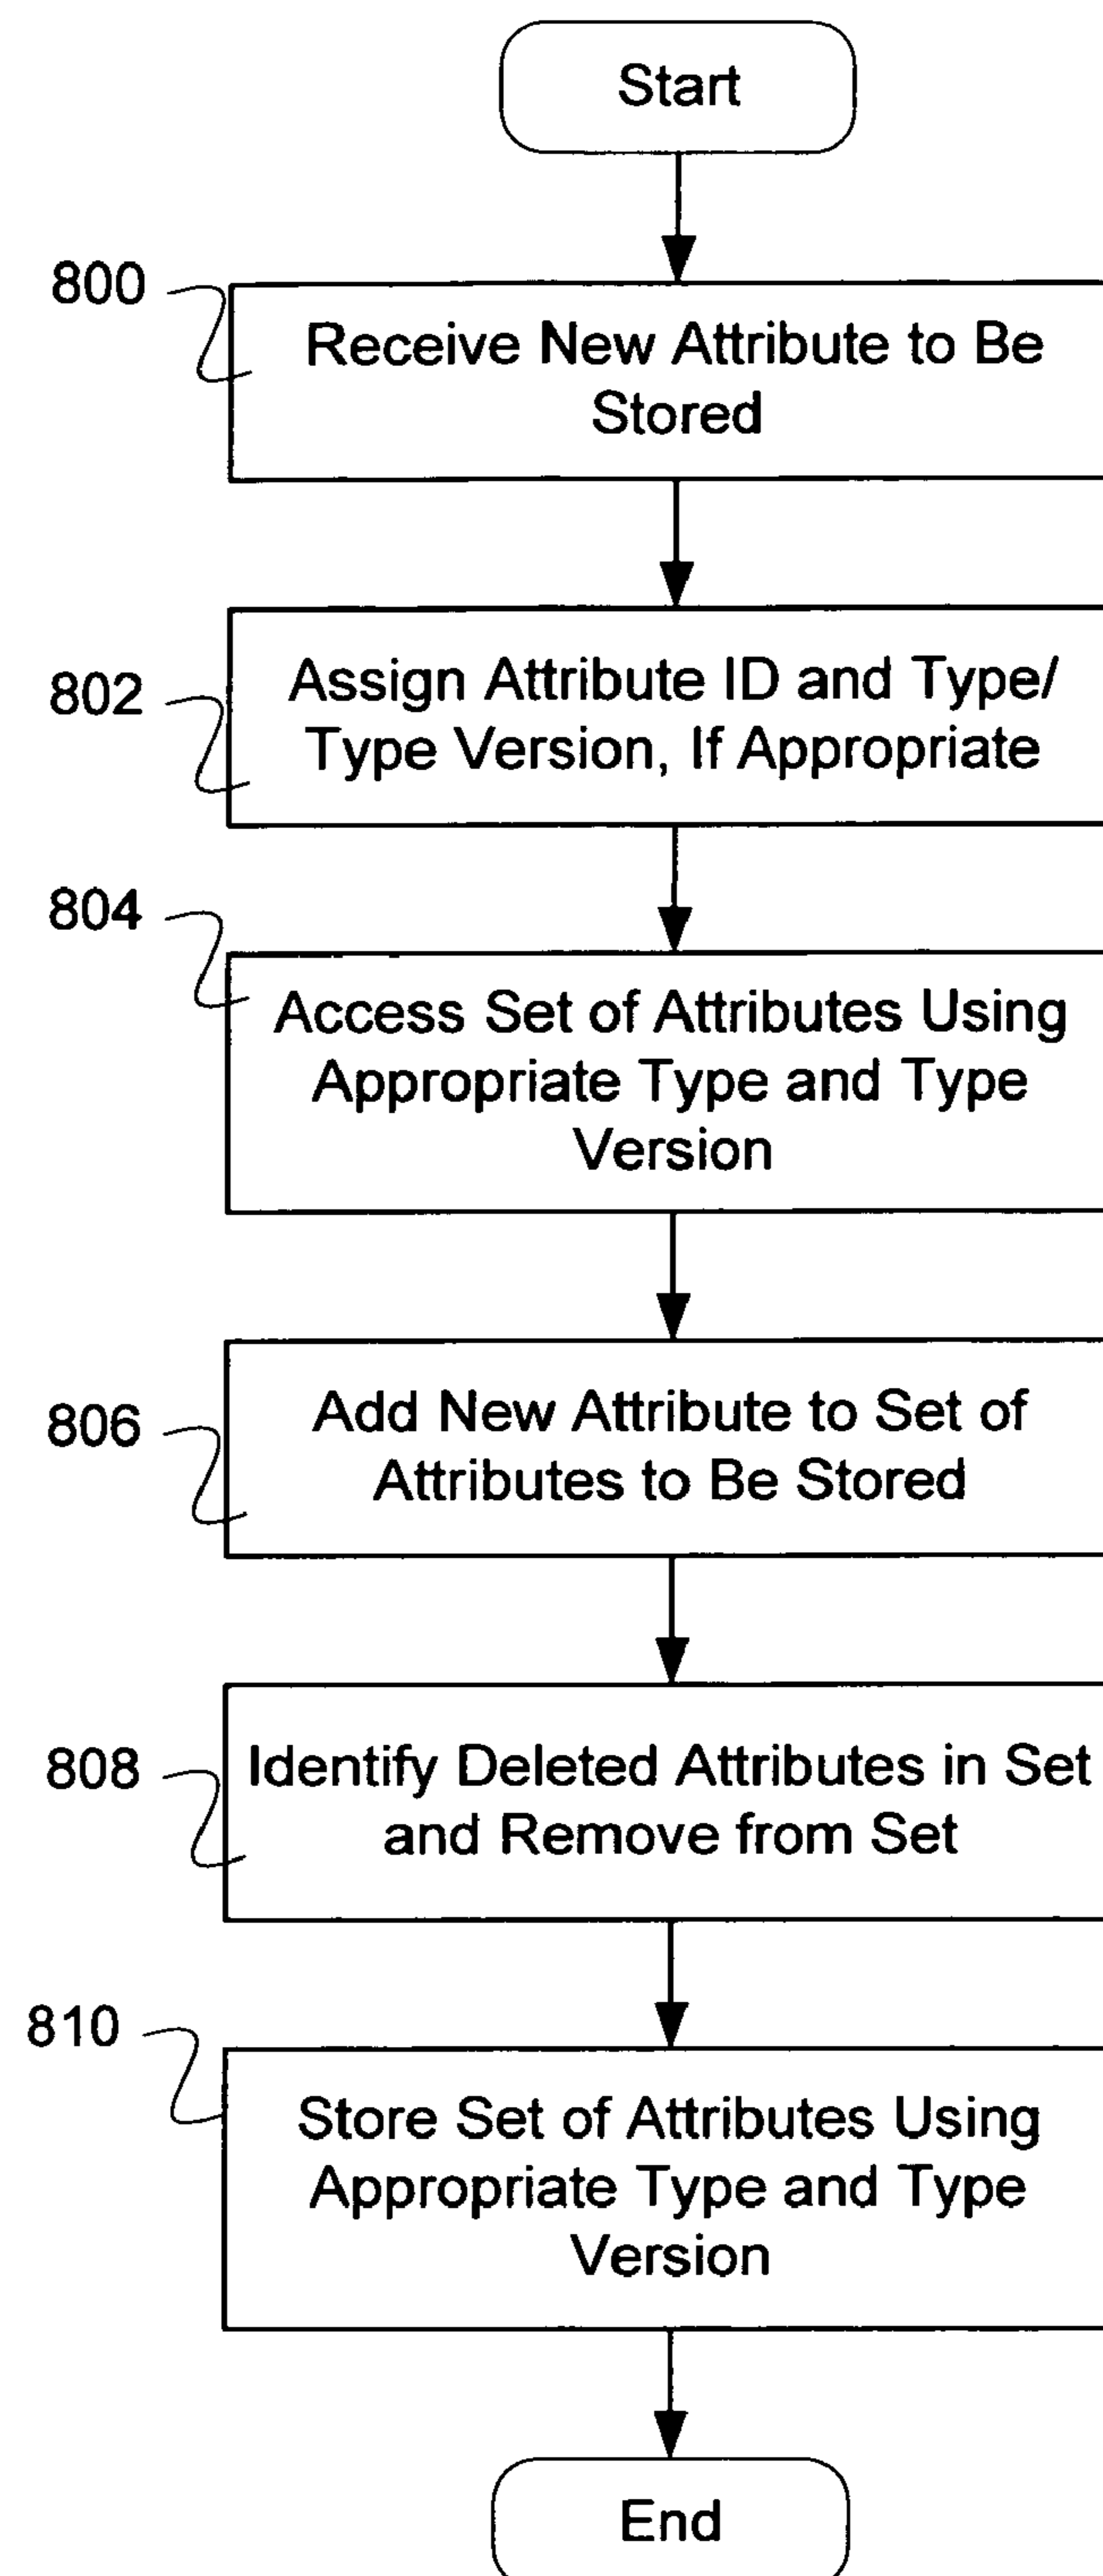 Start
800
Receive New Attribute to Be
Stored
802
Assign Attribute ID and Type/
Type Version, If Appropriate
804
Access Set of Attributes Using
Appropriate Type and Type
Version
806
Add New Attribute to Set of
Attributes to Be Stored
808
Identify Deleted Attributes in Set
and Remove from Set
810
Store Set of Attributes Using
Appropriate Type and Type
Version
End